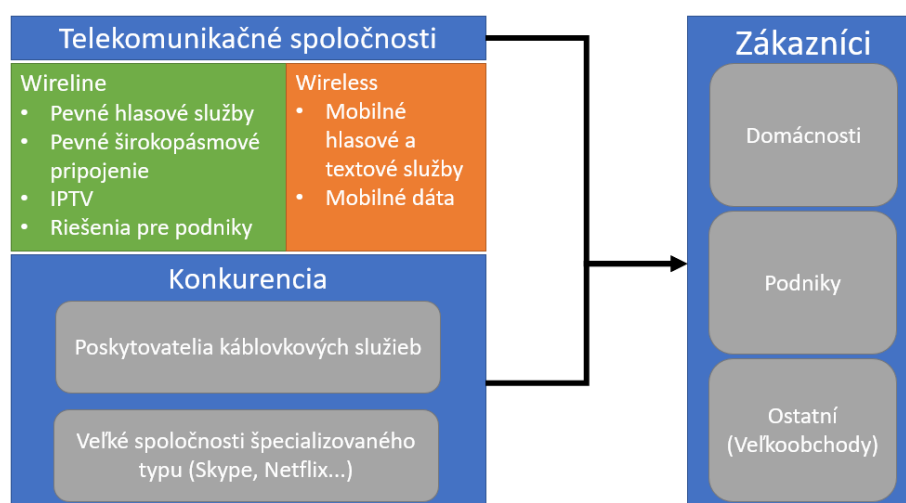 Telekomunikačné spoločnosti
Wireline
• Pevné hlasové služby
• Pevné širokopásmové
pripojenie
• IPTV
• Riešenia pre podniky
Wireless
• Mobilné
hlasové a
textové služby
• Mobilné dáta
Konkurencia
Poskytovatelia káblovkových služieb
Veľké spoločnosti špecializovaného
typu (Skype, Netflix...)
Zákazníci
Domácnosti
Podniky
Ostatní
(Veľkoobchody)